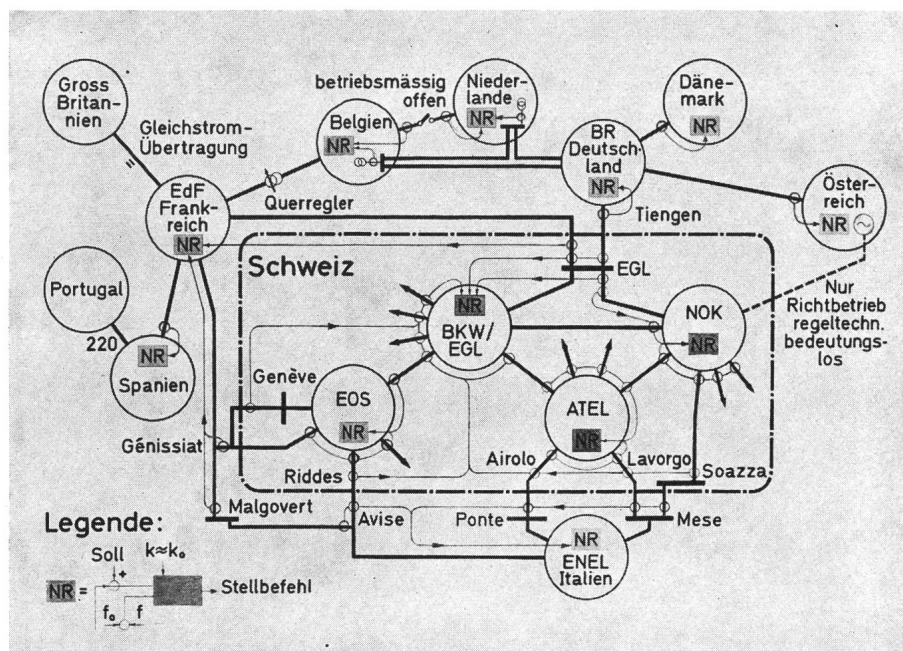 Gross
Britan-
nien
Gleichstrom-
Übertragung
=
betriebsmässig
offen
Belgien
NR
Nieder-
lande
NR
BR
Deutsch-
land
NR
Däne-
mark
NR
Öster-
reich
NR
Querregler
EdF
Frank-
reich
NR
Tiengen
Schweiz
EGL
Portugal
220
NR
Spanien
NR
BKW/
EGL
NOK
NR
Nur
Richtbetrieb
regeltechn.
bedeutungs-
los
Genève
EOS
NR
ATEL
NR
Génissiat
Riddes
Airolo
Lavorgo
Soazza
Malgovert
Avise
Ponte
Mese
NR
ENEL
Italien
Legende:
Soll
k≈k₀
+
NR =
Stellbefehl
f₀
f